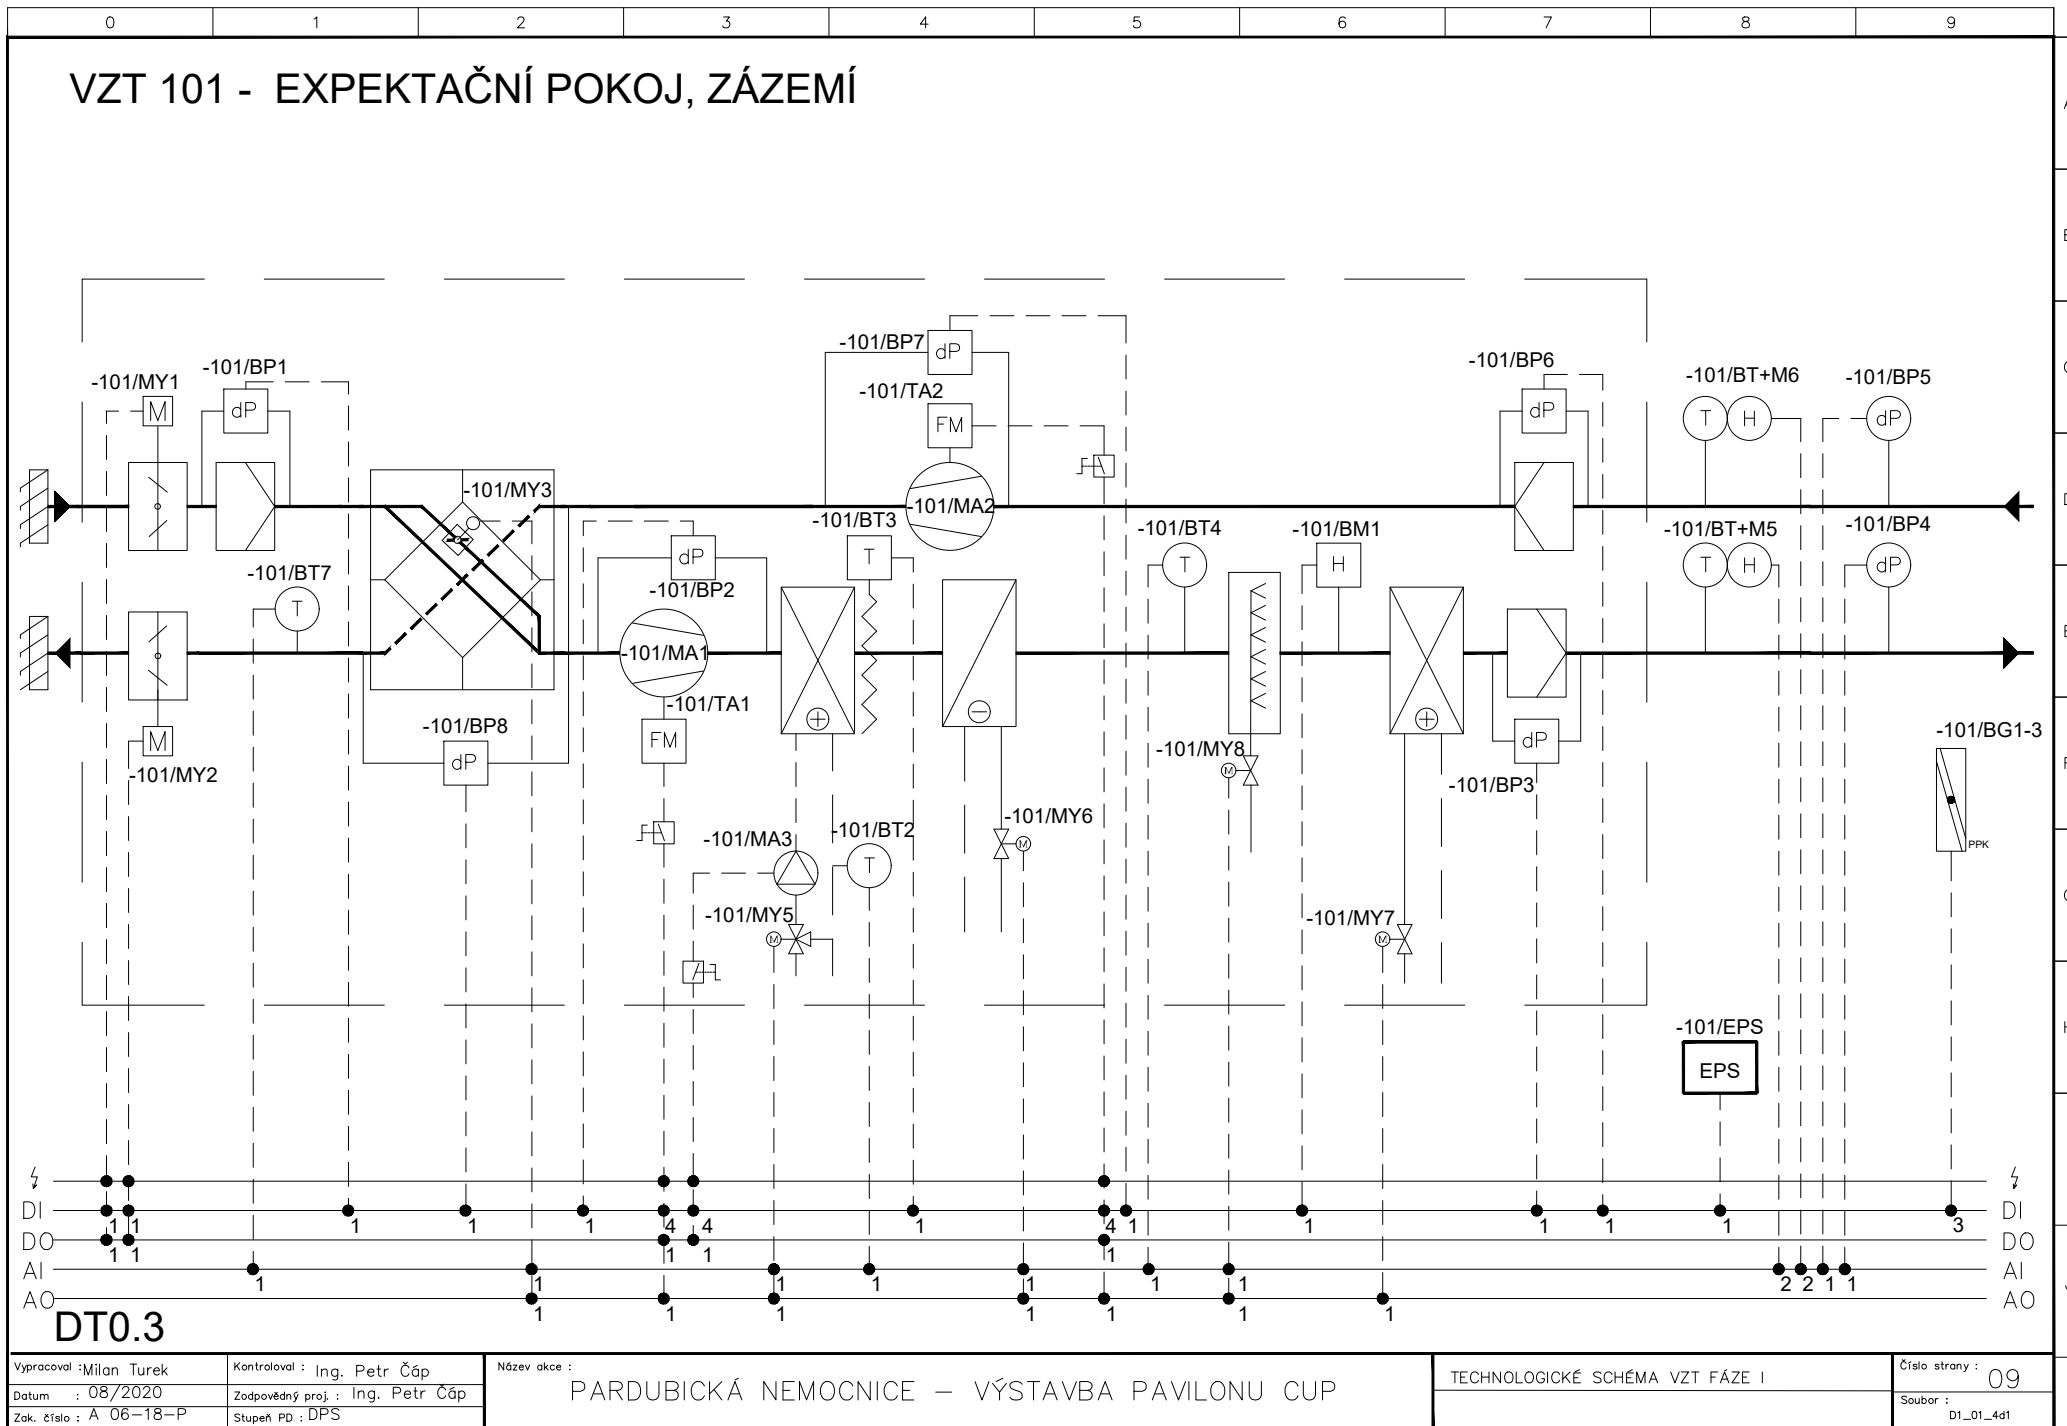 0 1 2 3 4 5 6 7 8 9
VZT 101 - EXPEKTAČNÍ POKOJ, ZÁZEMÍ
-101/MY1
M
-101/BP1
dP
-101/BP7
dP
-101/TA2
FM
-101/MA2
-101/BP6
dP
-101/BT+M6
T H
-101/BP5
dP
-101/MY3
-101/BT7
T
-101/BP2
dP
-101/BT3
T
-101/BT4
T
-101/BM1
H
-101/BT+M5
T H
-101/BP4
dP
-101/MA1
-101/TA1
FM
-101/MY2
M
-101/BP8
dP
-101/MY8
M
-101/BP3
dP
-101/BG1-3
PPK
-101/MA3
-101/BT2
T
-101/MY6
M
-101/MY5
M
-101/MY7
M
-101/EPS
EPS
DI 1 1 1 1 1 4 4 1 4 1 1 1 1 1 3 DI
DO 1 1 1 1 1 DO
AI 1 1 1 1 1 1 1 2 2 1 1 AI
AO 1 1 1 1 1 1 1 AO
DT0.3
Vypracoval : Milan Turek
Datum : 08/2020
Zak. číslo : A 06-18-P
Kontroloval : Ing. Petr Čáp
Zodpovědný proj. : Ing. Petr Čáp
Stupeň PD : DPS
Název akce :
PARDUBICKÁ NEMOCNICE – VÝSTAVBA PAVILONU CUP
TECHNOLOGICKÉ SCHÉMA VZT FÁZE I
Číslo strany : 09
Soubor : D1_01_4d1